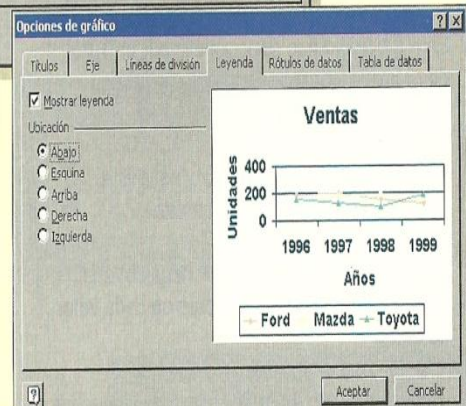 Opciones de gráfico
Títulos Eje Líneas de división Leyenda Rótulos de datos Tabla de datos
Mostrar leyenda
Ubicación
Abajo
Esquina
Arriba
Derecha
Izquierda
Ventas
Unidades
400
200
0
1996 1997 1998 1999
Años
Ford Mazda Toyota
Aceptar Cancelar